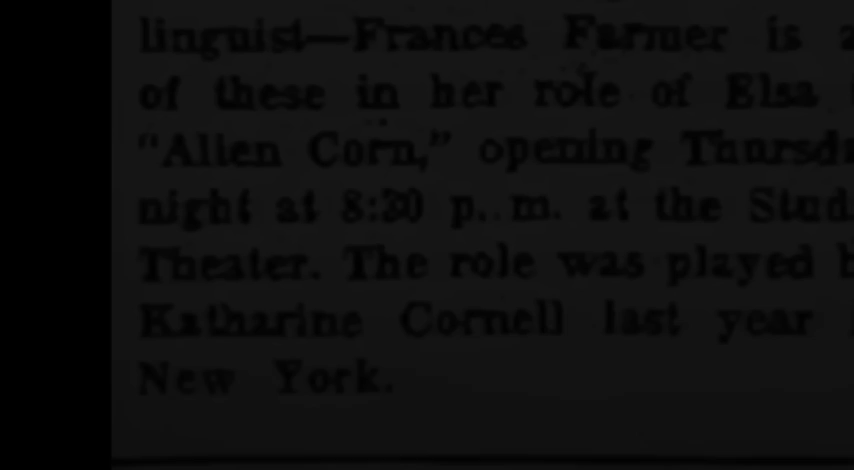 linguist—Frances Farmer is a
of these in her role of Elsa
"Alien Corn," opening Thursda
night at 8:30 p. m. at the Stud
Theater. The role was played b
Katharine Cornell last year
New York.